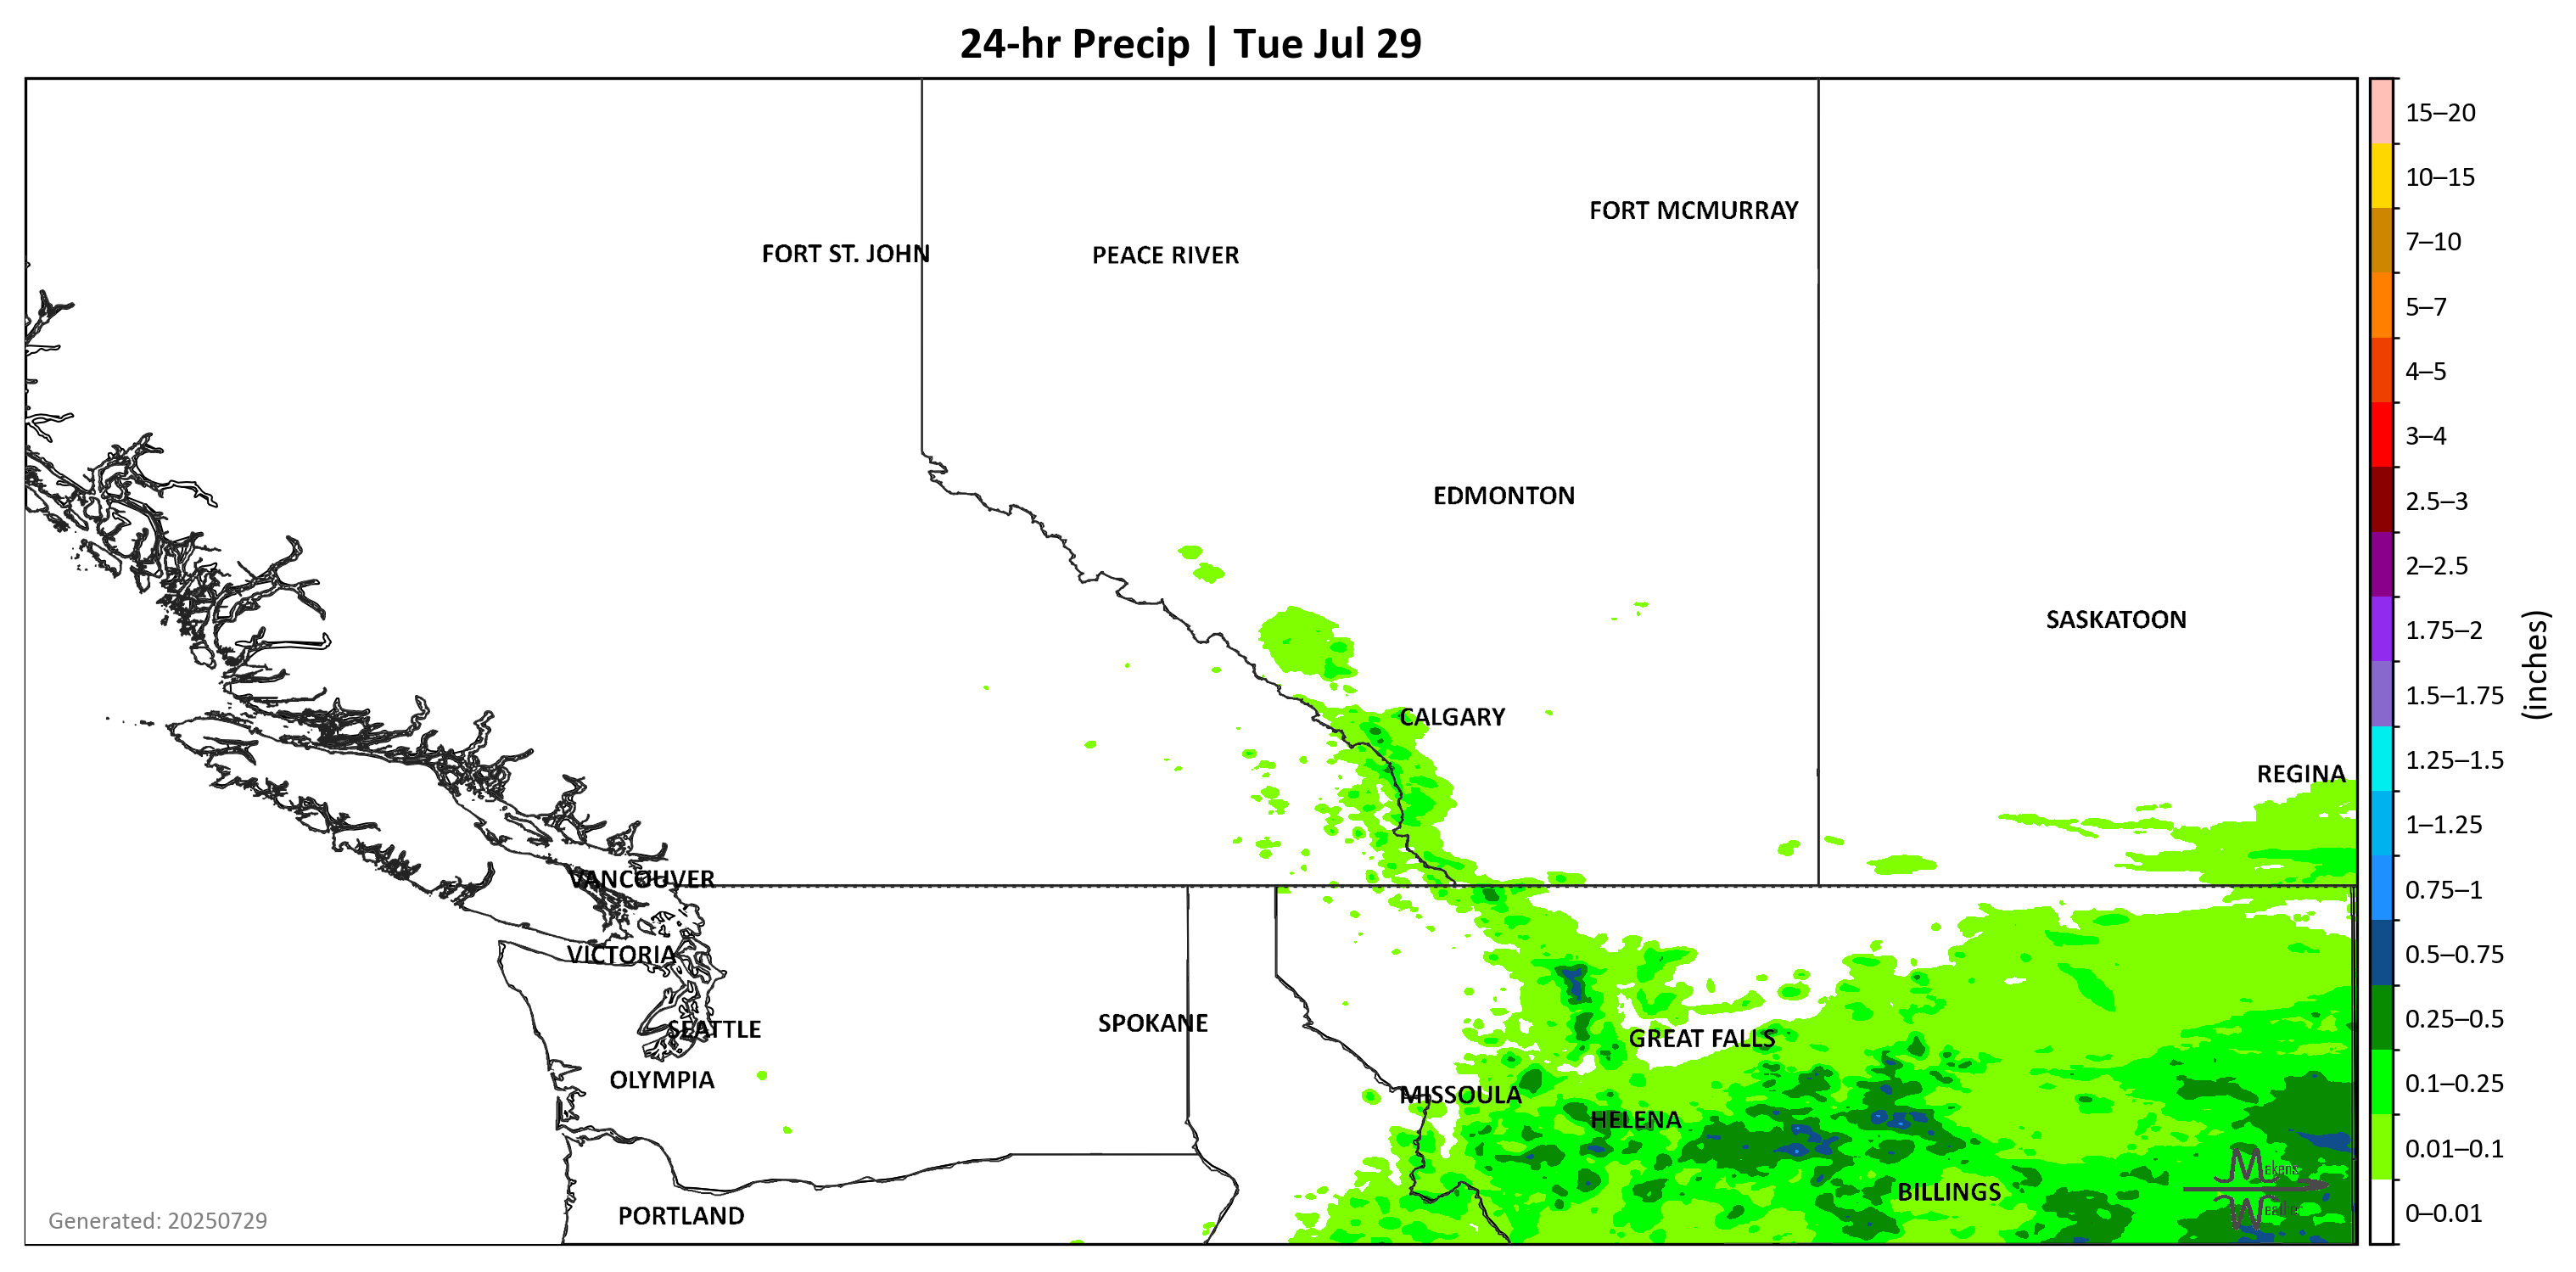 24-hr Precip | Tue Jul 29
15–20
10–15
FORT MCMURRAY
7–10
FORT ST. JOHN
PEACE RIVER
5–7
4–5
3–4
EDMONTON
2.5–3
2–2.5
SASKATOON
1.75–2
(inches)
1.5–1.75
CALGARY
1.25–1.5
REGINA
1–1.25
VANCOUVER
0.75–1
VICTORIA
0.5–0.75
SEATTLE
SPOKANE
GREAT FALLS
0.25–0.5
OLYMPIA
MISSOULA
0.1–0.25
HELENA
0.01–0.1
Makens
BILLINGS
Weather
PORTLAND
0–0.01
Generated: 20250729